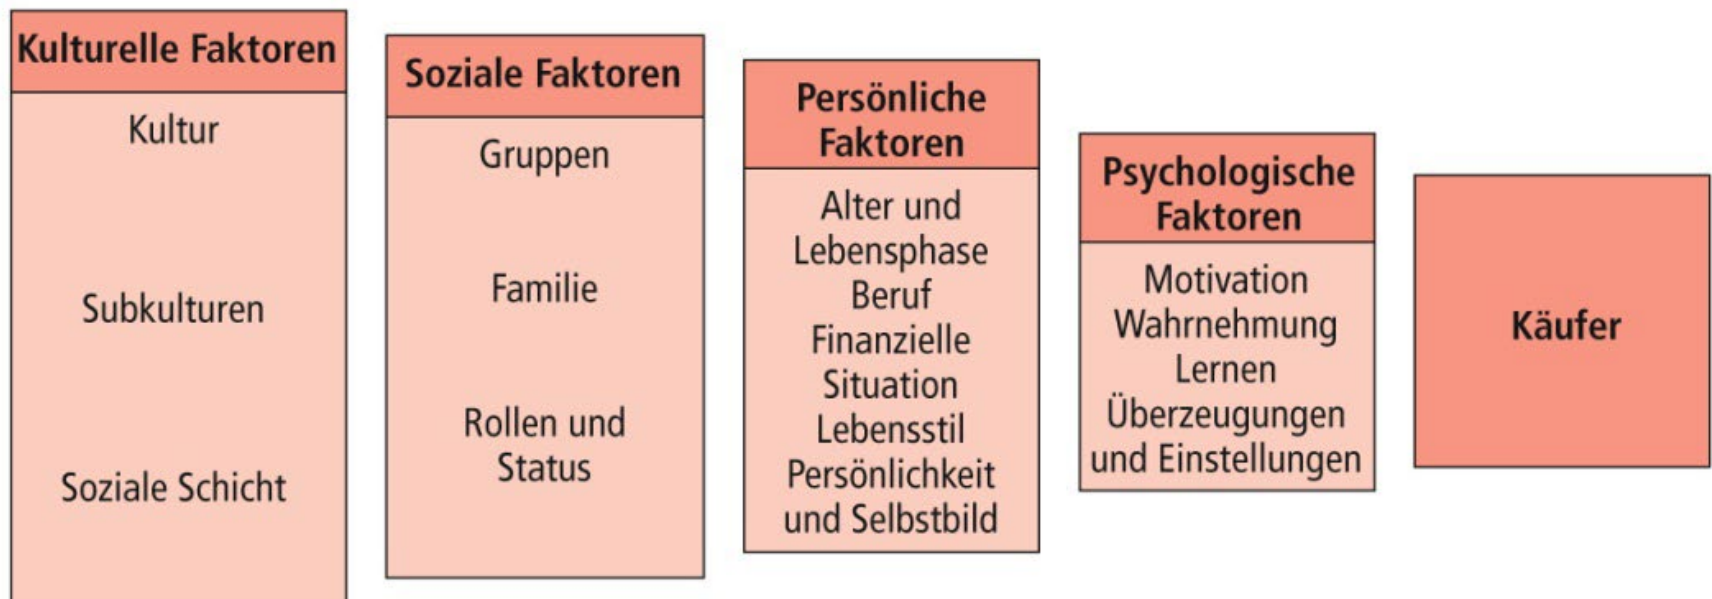 Kulturelle Faktoren
Kultur
Subkulturen
Soziale Schicht
Soziale Faktoren
Gruppen
Familie
Rollen und
Status
Persönliche
Faktoren
Alter und
Lebensphase
Beruf
Finanzielle
Situation
Lebensstil
Persönlichkeit
und Selbstbild
Psychologische
Faktoren
Motivation
Wahrnehmung
Lernen
Überzeugungen
und Einstellungen
Käufer